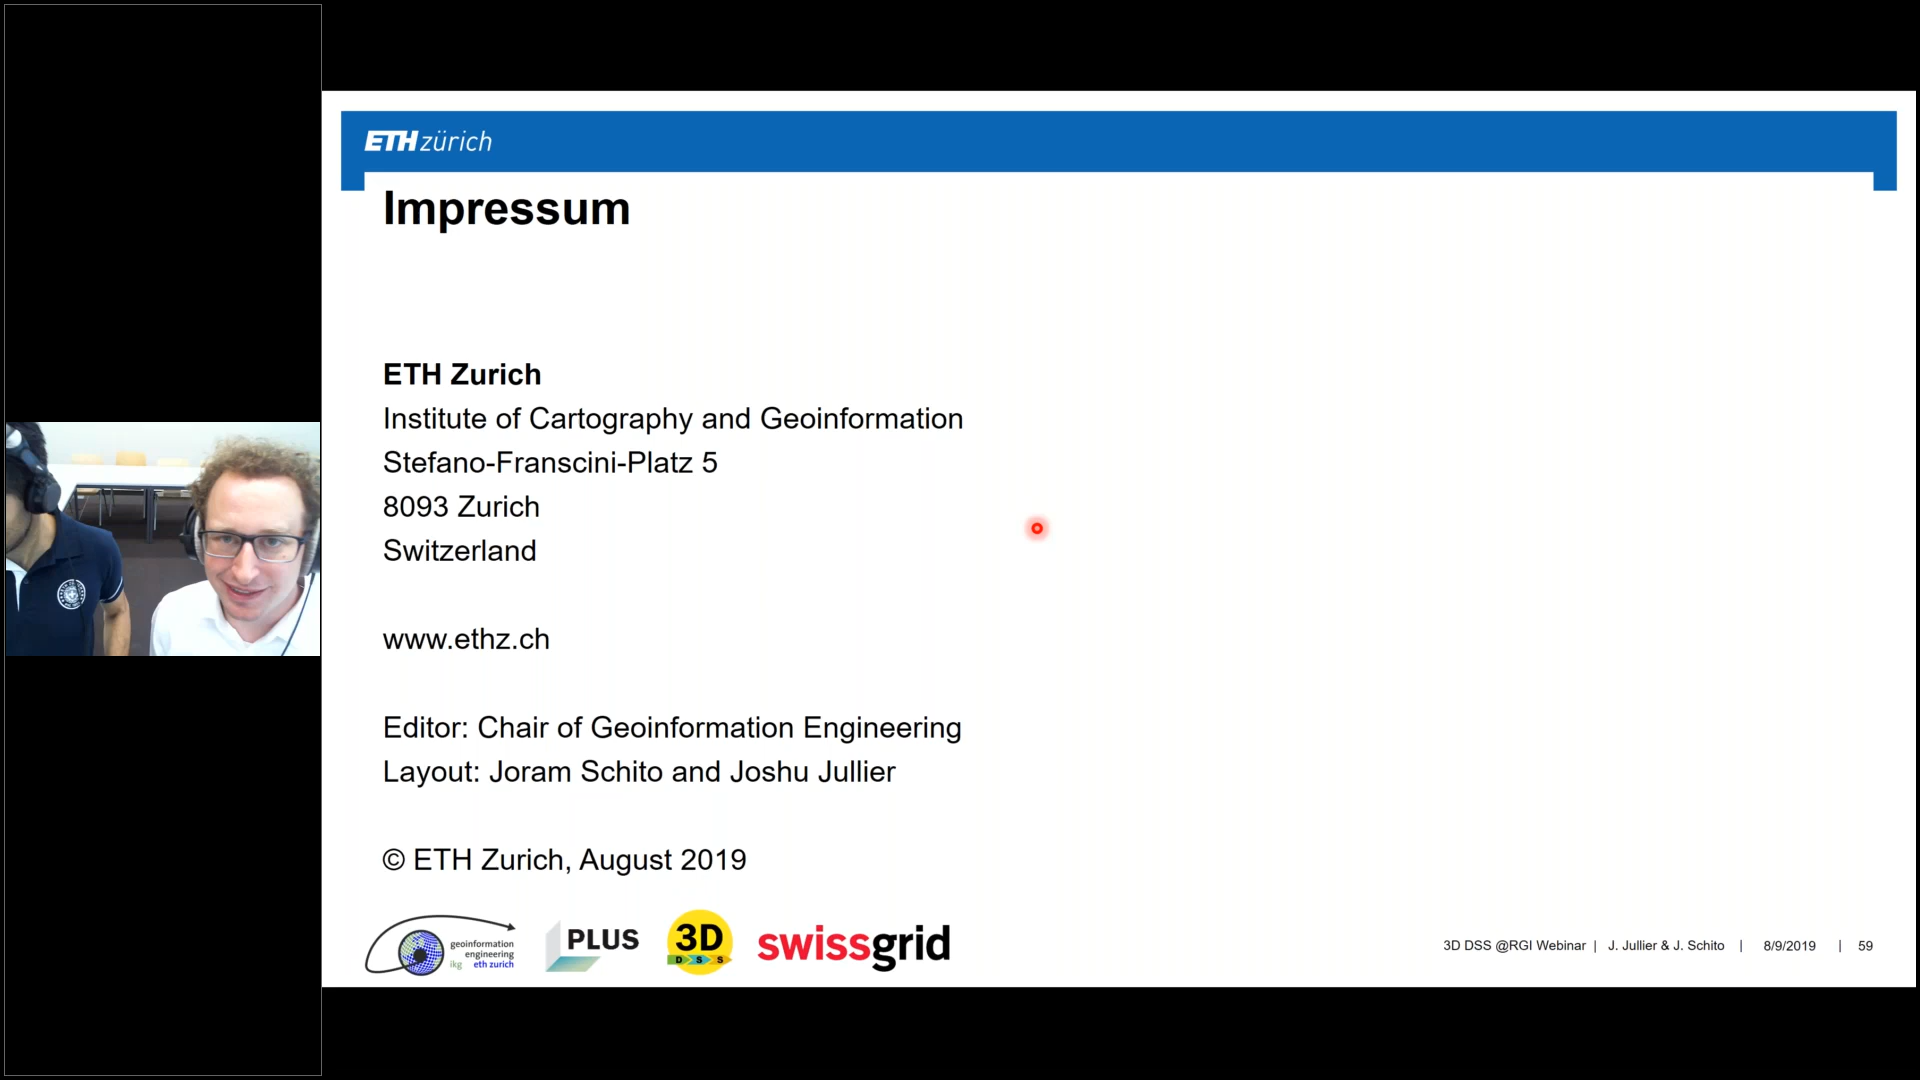 ETH zürich
Impressum
ETH Zurich
Institute of Cartography and Geoinformation
Stefano-Franscini-Platz 5
8093 Zurich
Switzerland
www.ethz.ch
Editor: Chair of Geoinformation Engineering
Layout: Joram Schito and Joshu Jullier
© ETH Zurich, August 2019
geoinformation
engineering
ikg eth zurich
PLUS
3D
D S S
swissgrid
3D DSS @RGI Webinar | J. Jullier & J. Schito | 8/9/2019 | 59